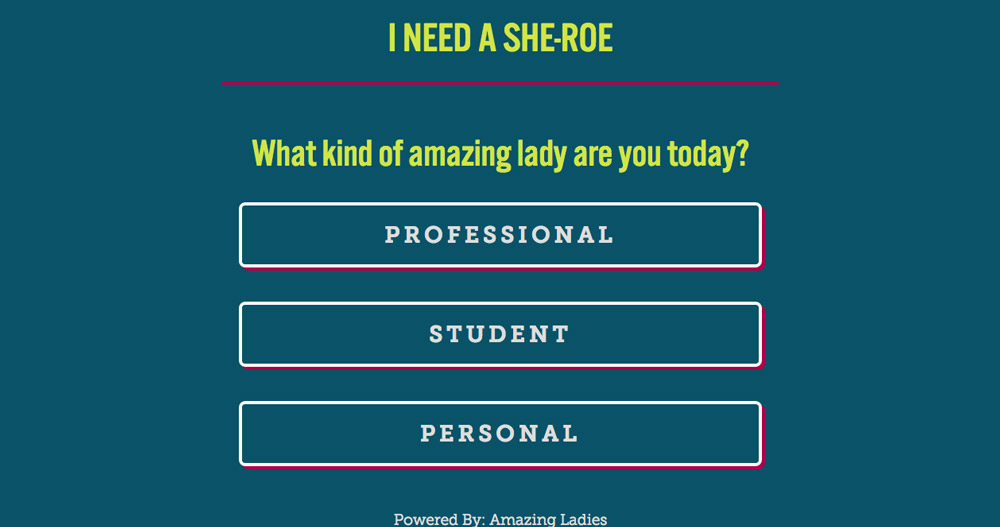 I NEED A SHE-ROE
What kind of amazing lady are you today?
PROFESSIONAL
STUDENT
PERSONAL
Powered By: Amazing Ladies